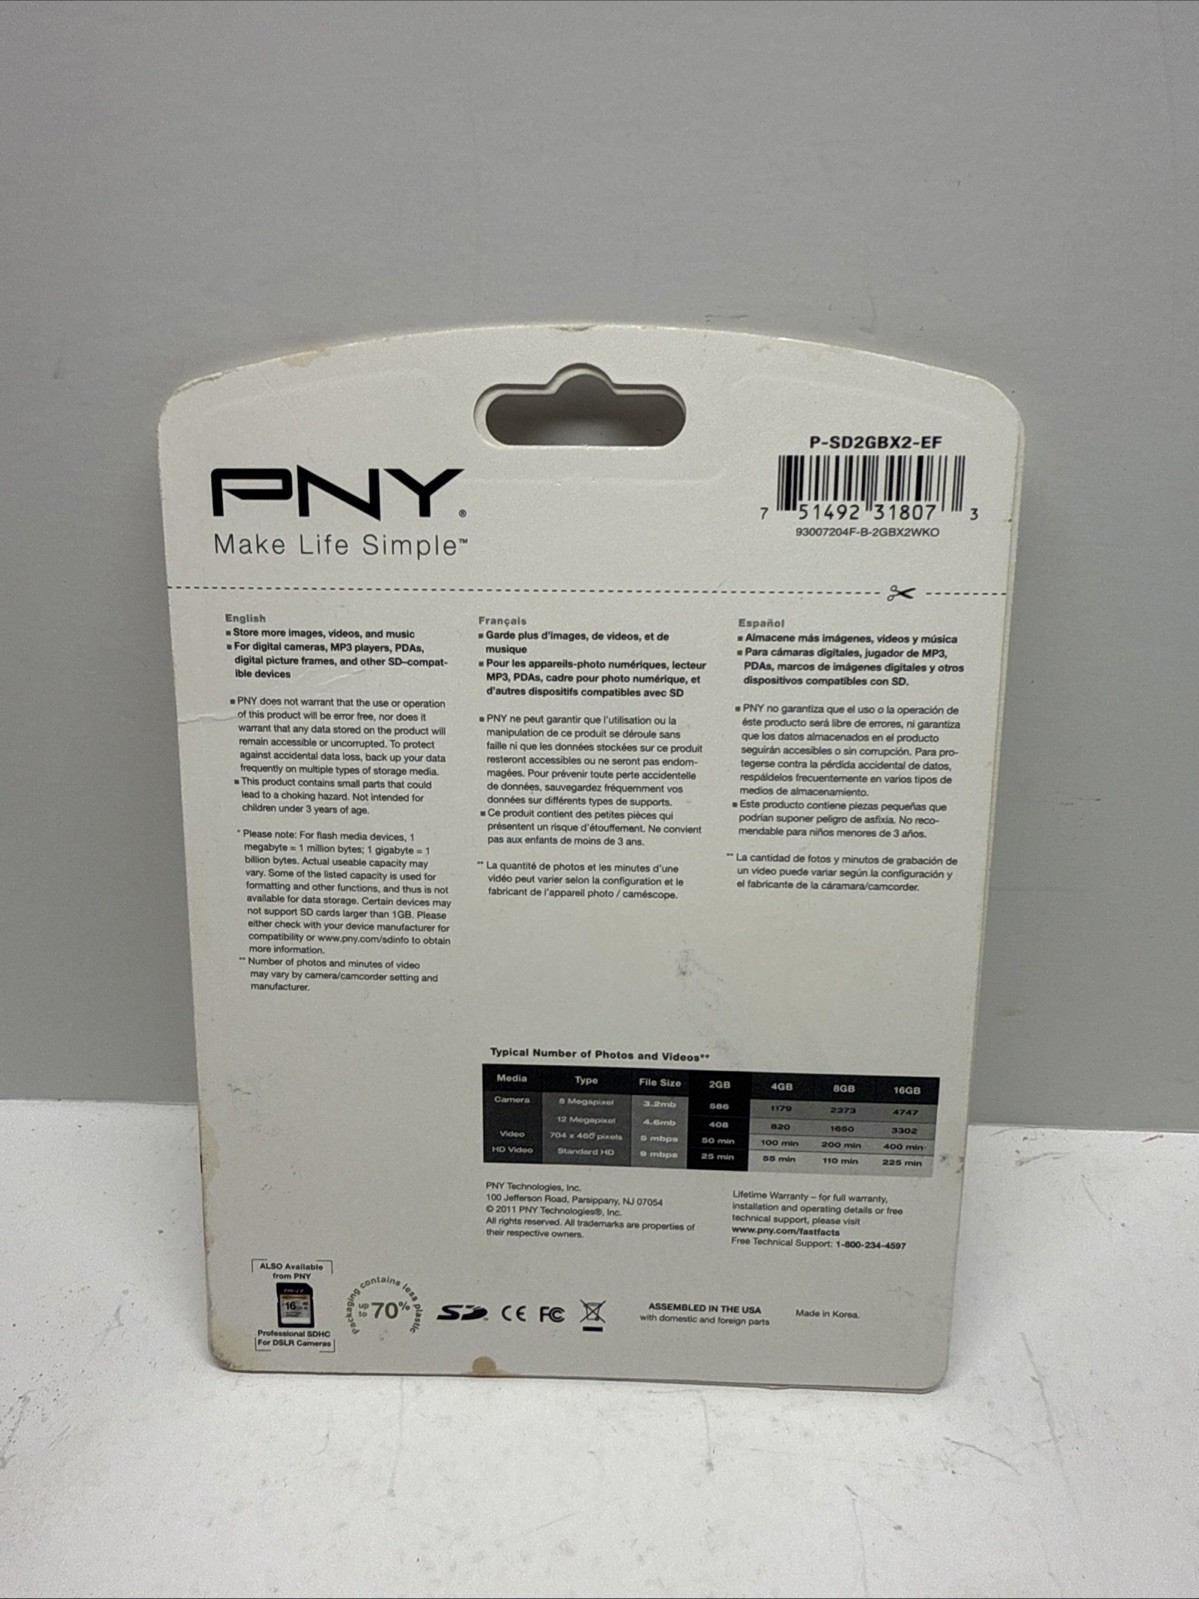 P-SD2GBX2-EF
7 51492 31807 3
93007204F-B-2GBX2WKO
PNY®
Make Life Simple™
English
▪ Store more images, videos, and music
▪ For digital cameras, MP3 players, PDAs,
digital picture frames, and other SD-compat-
ible devices
▪ PNY does not warrant that the use or operation
of this product will be error free, nor does it
warrant that any data stored on the product will
remain accessible or uncorrupted. To protect
against accidental data loss, back up your data
frequently on multiple types of storage media.
▪ This product contains small parts that could
lead to a choking hazard. Not intended for
children under 3 years of age.
* Please note: For flash media devices, 1
megabyte = 1 million bytes; 1 gigabyte = 1
billion bytes. Actual useable capacity may
vary. Some of the listed capacity is used for
formatting and other functions, and thus is not
available for data storage. Certain devices may
not support SD cards larger than 1GB. Please
either check with your device manufacturer for
compatibility or www.pny.com/sdinfo to obtain
more information.
** Number of photos and minutes of video
may vary by camera/camcorder setting and
manufacturer.
Français
▪ Garde plus d'images, de videos, et de
musique
▪ Pour les appareils-photo numériques, lecteur
MP3, PDAs, cadre pour photo numérique, et
d'autres dispositifs compatibles avec SD
▪ PNY ne peut garantir que l'utilisation ou la
manipulation de ce produit se déroule sans
faille ni que les données stockées sur ce produit
resteront accessibles ou ne seront pas endom-
magées. Pour prévenir toute perte accidentelle
de données, sauvegardez fréquemment vos
données sur différents types de supports.
▪ Ce produit contient des petites pièces qui
présentent un risque d'étouffement. Ne convient
pas aux enfants de moins de 3 ans.
** La quantité de photos et les minutes d'une
vidéo peut varier selon la configuration et le
fabricant de l'appareil photo / caméscope.
Español
▪ Almacene más imágenes, videos y música
▪ Para cámaras digitales, jugador de MP3,
PDAs, marcos de imágenes digitales y otros
dispositivos compatibles con SD.
▪ PNY no garantiza que el uso o la operación de
éste producto será libre de errores, ni garantiza
que los datos almacenados en el producto
seguirán accesibles o sin corrupción. Para pro-
tegerse contra la pérdida accidental de datos,
respáldelos frecuentemente en varios tipos de
medios de almacenamiento.
▪ Este producto contiene piezas pequeñas que
podrían suponer peligro de asfixia. No reco-
mendable para niños menores de 3 años.
** La cantidad de fotos y minutos de grabación de
un video puede variar según la configuración y
el fabricante de la cáramara/camcorder.
Typical Number of Photos and Videos**
Media Type File Size 2GB 4GB 8GB 16GB
Camera 6 Megapixel 3.2mb 586 1179 2373 4747
12 Megapixel 4.6mb 408 820 1650 3302
Video 704 x 480 pixels 5 mbps 50 min 100 min 200 min 400 min
HD Video Standard HD 9 mbps 25 min 55 min 110 min 225 min
PNY Technologies, Inc.
100 Jefferson Road, Parsippany, NJ 07054
© 2011 PNY Technologies®, Inc.
All rights reserved. All trademarks are properties of
their respective owners.
Lifetime Warranty – for full warranty,
installation and operating details or free
technical support, please visit
www.pny.com/fastfacts
Free Technical Support: 1-800-234-4597
ALSO Available
from PNY
16
Professional SDHC
For DSLR Cameras
Packaging contains less plastic
up to 70%
SD
CE FC
ASSEMBLED IN THE USA
with domestic and foreign parts
Made in Korea.